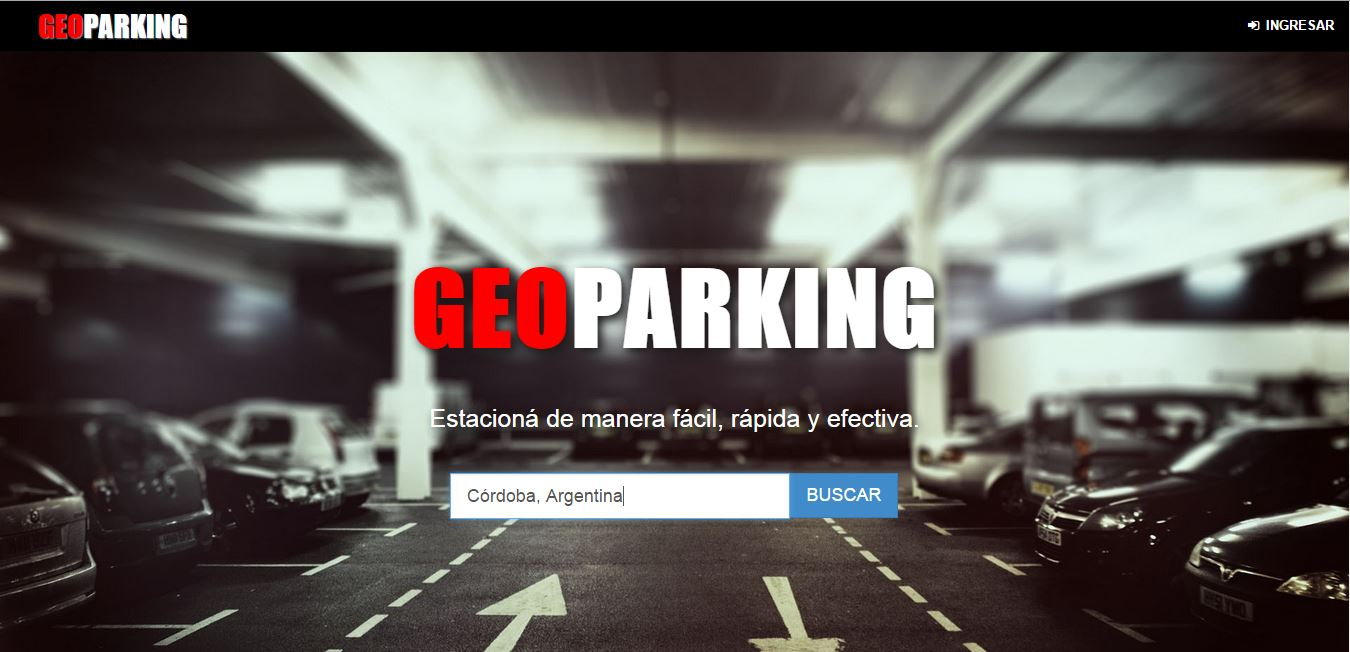 GEOPARKING
INGRESAR
GEOPARKING
Estacioná de manera fácil, rápida y efectiva.
Córdoba, Argentina
BUSCAR